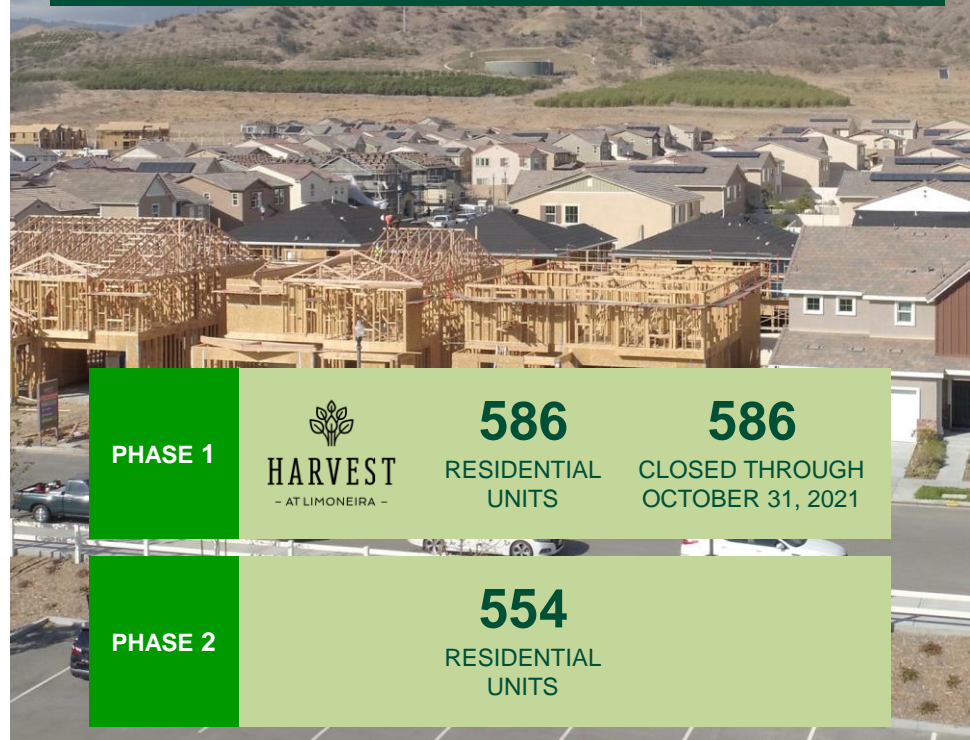 PHASE 1
HARVEST
– AT LIMONEIRA –
586
RESIDENTIAL
UNITS
586
CLOSED THROUGH
OCTOBER 31, 2021
PHASE 2
554
RESIDENTIAL
UNITS